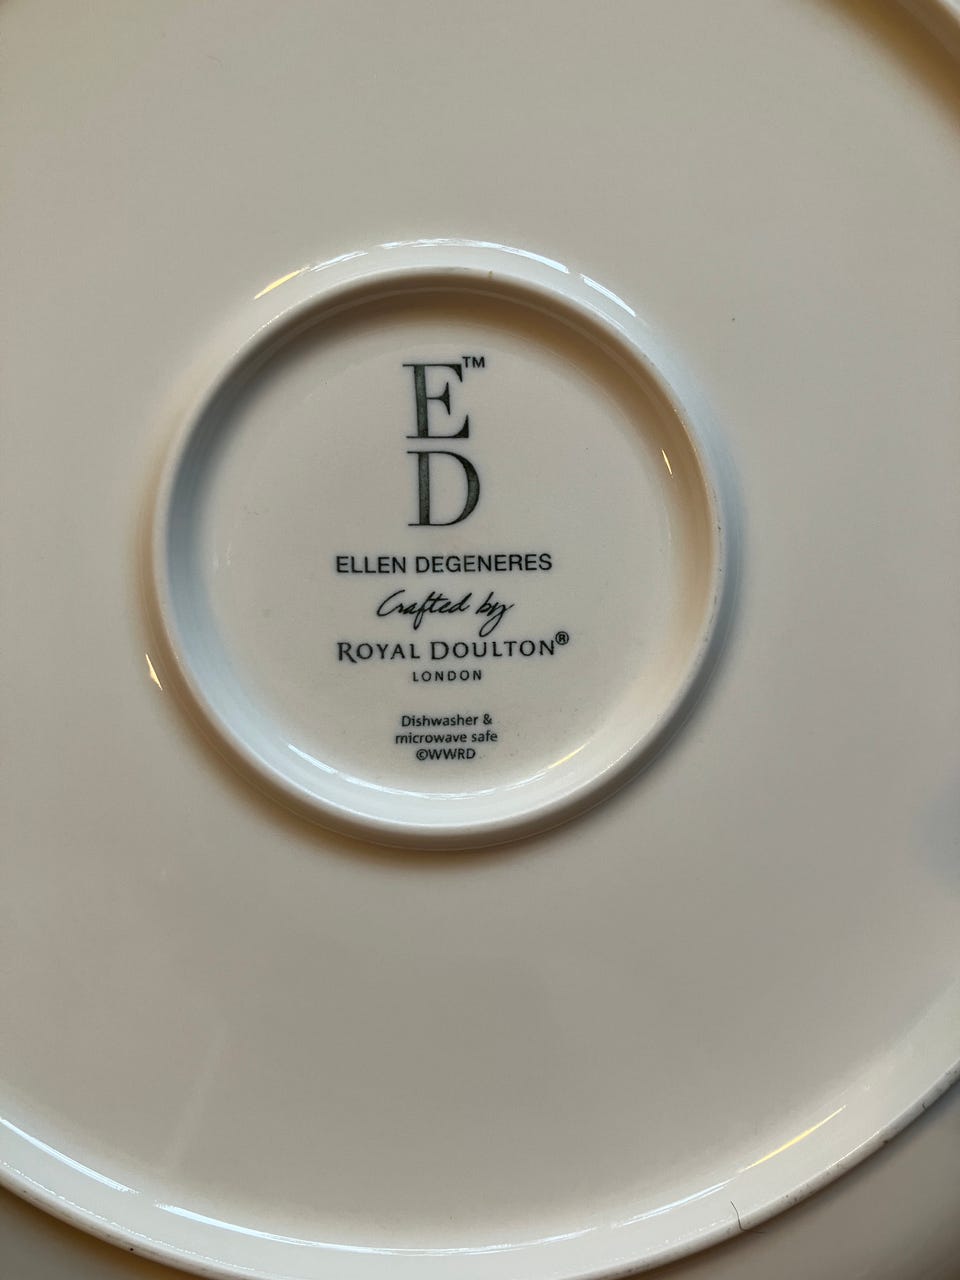 E™
D
ELLEN DEGENERES
Crafted by
ROYAL DOULTON®
LONDON
Dishwasher &
microwave safe
©WWRD